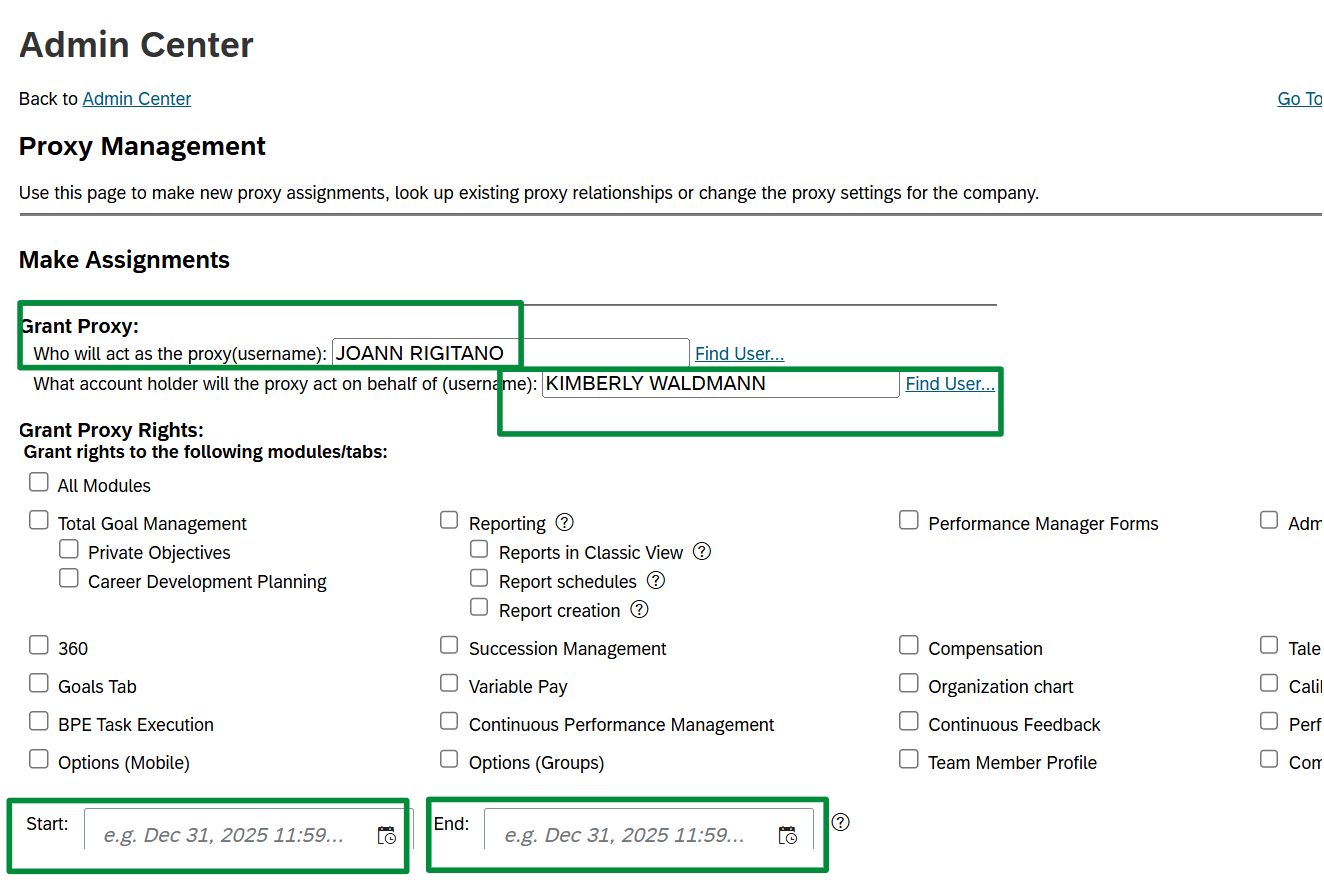 Admin Center
Back to Admin Center
Go To
Proxy Management
Use this page to make new proxy assignments, look up existing proxy relationships or change the proxy settings for the company.
Make Assignments
Grant Proxy:
Who will act as the proxy(username): JOANN RIGITANO Find User...
What account holder will the proxy act on behalf of (username): KIMBERLY WALDMANN Find User...
Grant Proxy Rights:
Grant rights to the following modules/tabs:
All Modules
Total Goal Management Reporting ? Performance Manager Forms Adm
Private Objectives Reports in Classic View ?
Career Development Planning Report schedules ?
Report creation ?
360 Succession Management Compensation Tale
Goals Tab Variable Pay Organization chart Cali
BPE Task Execution Continuous Performance Management Continuous Feedback Perf
Options (Mobile) Options (Groups) Team Member Profile Com
Start: e.g. Dec 31, 2025 11:59... End: e.g. Dec 31, 2025 11:59... ?